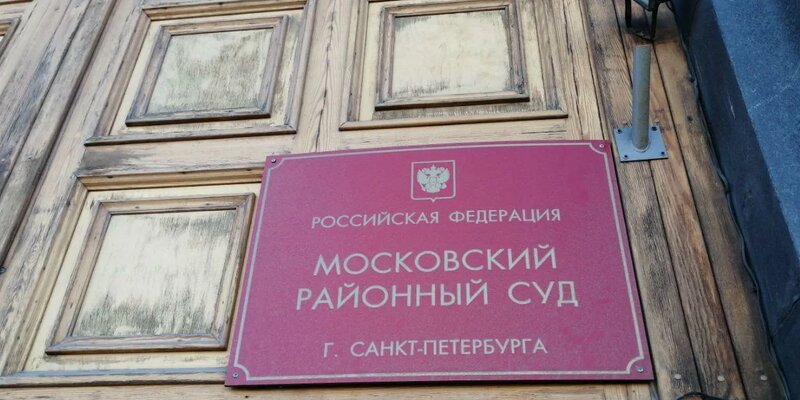 РОССИЙСКАЯ ФЕДЕРАЦИЯ
МОСКОВСКИЙ
РАЙОННЫЙ СУД
Г. САНКТ-ПЕТЕРБУРГА